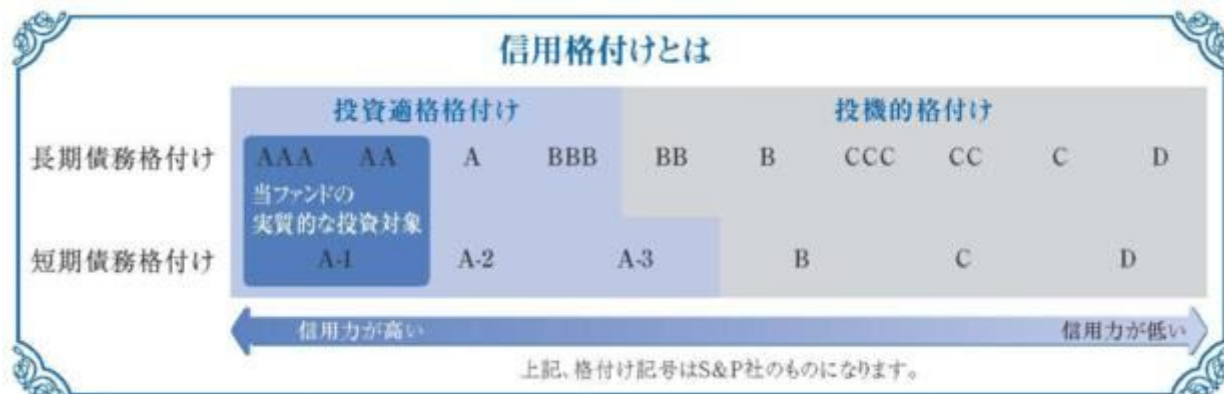 信用格付けとは
投資適格格付け 投機的格付け
長期債務格付け AAA AA A BBB BB B CCC CC C D
当ファンドの
実質的な投資対象
短期債務格付け A-1 A-2 A-3 B C D
信用力が高い 信用力が低い
上記、格付け記号はS&P社のものになります。